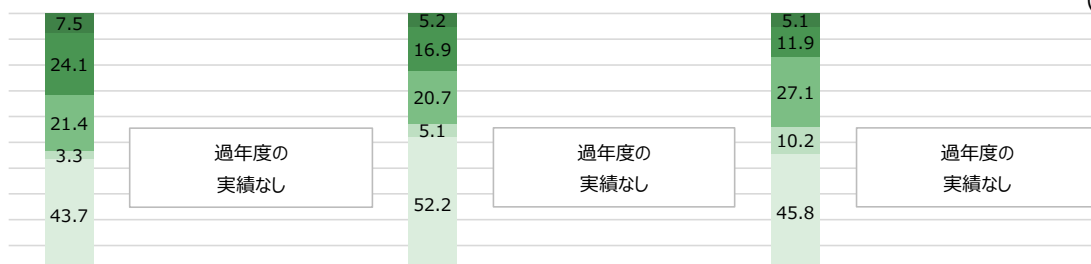 7.5
24.1
21.4
3.3
43.7
過年度の
実績なし
5.2
16.9
20.7
5.1
52.2
過年度の
実績なし
5.1
11.9
27.1
10.2
45.8
過年度の
実績なし